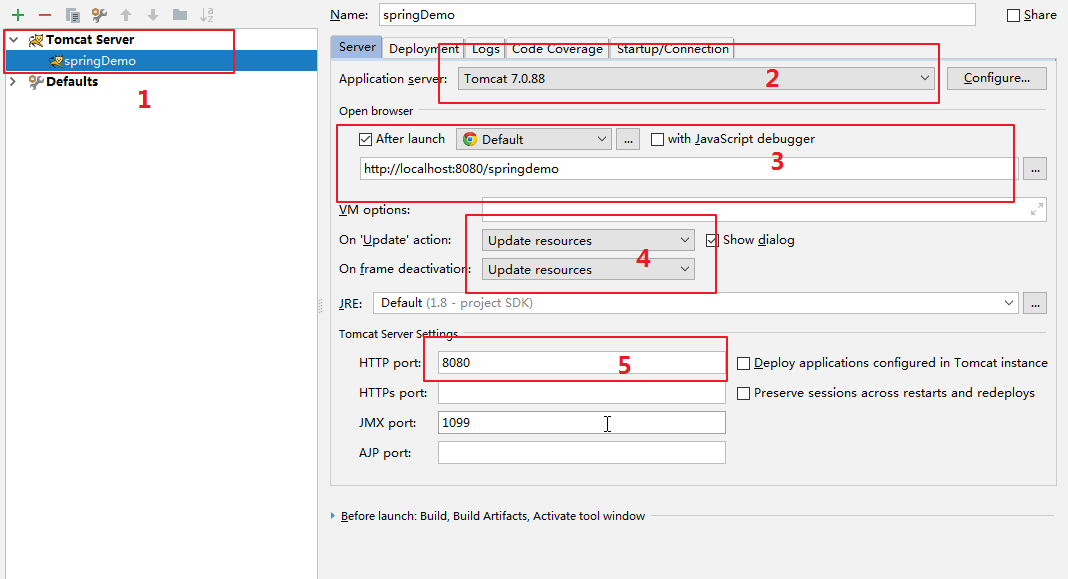 Name: springDemo Share
Tomcat Server
springDemo
Defaults
1
Server Deployment Logs Code Coverage Startup/Connection
Application server: Tomcat 7.0.88 2 Configure...
Open browser
After launch Default ... with JavaScript debugger
3
http://localhost:8080/springdemo ...
VM options:
On 'Update' action: Update resources Show dialog
4
On frame deactivation: Update resources
JRE: Default (1.8 - project SDK) ...
Tomcat Server Settings
HTTP port: 8080 5 Deploy applications configured in Tomcat instance
HTTPs port: Preserve sessions across restarts and redeploys
JMX port: 1099
AJP port:
Before launch: Build, Build Artifacts, Activate tool window